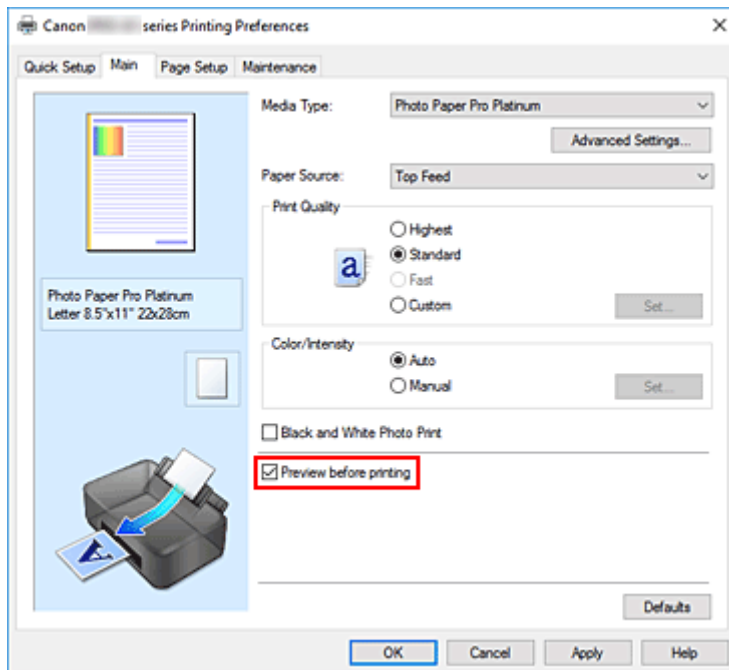 Canon series Printing Preferences
Quick Setup Main Page Setup Maintenance
Media Type: Photo Paper Pro Platinum
Advanced Settings...
Paper Source: Top Feed
Print Quality
Highest
a Standard
Fast
Custom Set...
Photo Paper Pro Platinum
Letter 8.5"x11" 22x28cm
Color/Intensity
Auto
Manual Set...
Black and White Photo Print
Preview before printing
A
Defaults
OK Cancel Apply Help